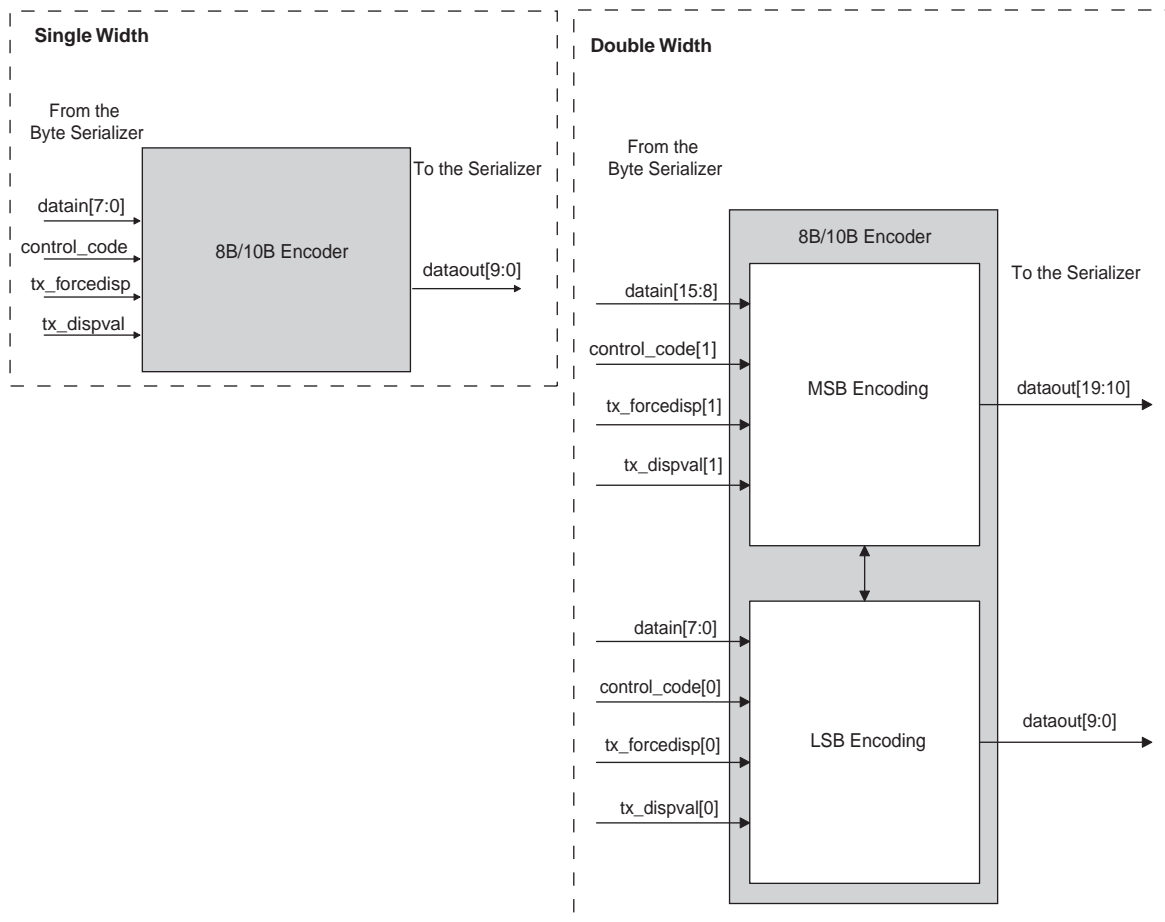 Single Width
From the
Byte Serializer
To the Serializer
datain[7:0]
control_code
tx_forcedisp
tx_dispval
8B/10B Encoder
dataout[9:0]
Double Width
From the
Byte Serializer
8B/10B Encoder
To the Serializer
datain[15:8]
control_code[1]
tx_forcedisp[1]
tx_dispval[1]
MSB Encoding
dataout[19:10]
datain[7:0]
control_code[0]
tx_forcedisp[0]
tx_dispval[0]
LSB Encoding
dataout[9:0]